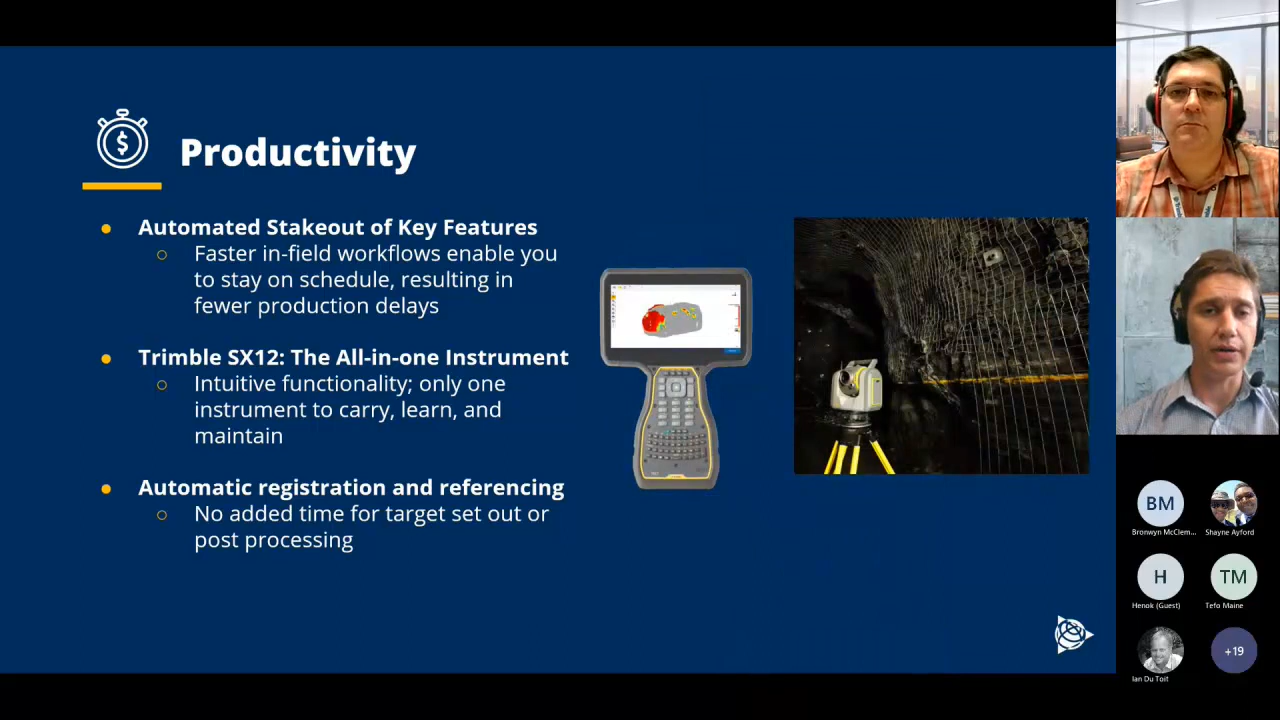 Productivity
Automated Stakeout of Key Features
Faster in-field workflows enable you
to stay on schedule, resulting in
fewer production delays
Trimble SX12: The All-in-one Instrument
Intuitive functionality; only one
instrument to carry, learn, and
maintain
Automatic registration and referencing
No added time for target set out or
post processing
BM
Bronwyn McClem...
Shayne Ayford
H
TM
Henok (Guest)
Tefo Maine
+19
Ian Du Toit